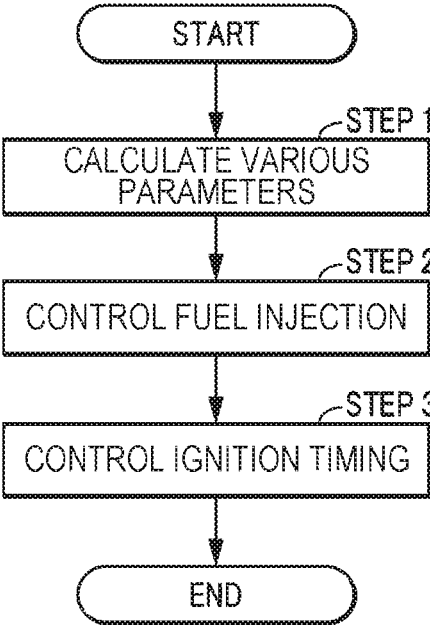 START
STEP 1
CALCULATE VARIOUS
PARAMETERS
STEP 2
CONTROL FUEL INJECTION
STEP 3
CONTROL IGNITION TIMING
END